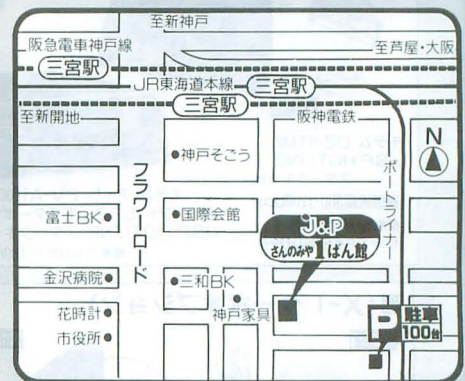 至新神戸
阪急電車神戸線
至芦屋・大阪
三宮駅
JR東海道本線
三宮駅
三宮駅
至新開地
阪神電鉄
N
フラワーロード
ポートライナー
神戸そごう
富士BK
国際会館
J&P
さんのみや1ばん館
金沢病院
三和BK
花時計
神戸家具
市役所
P
駐車
100台